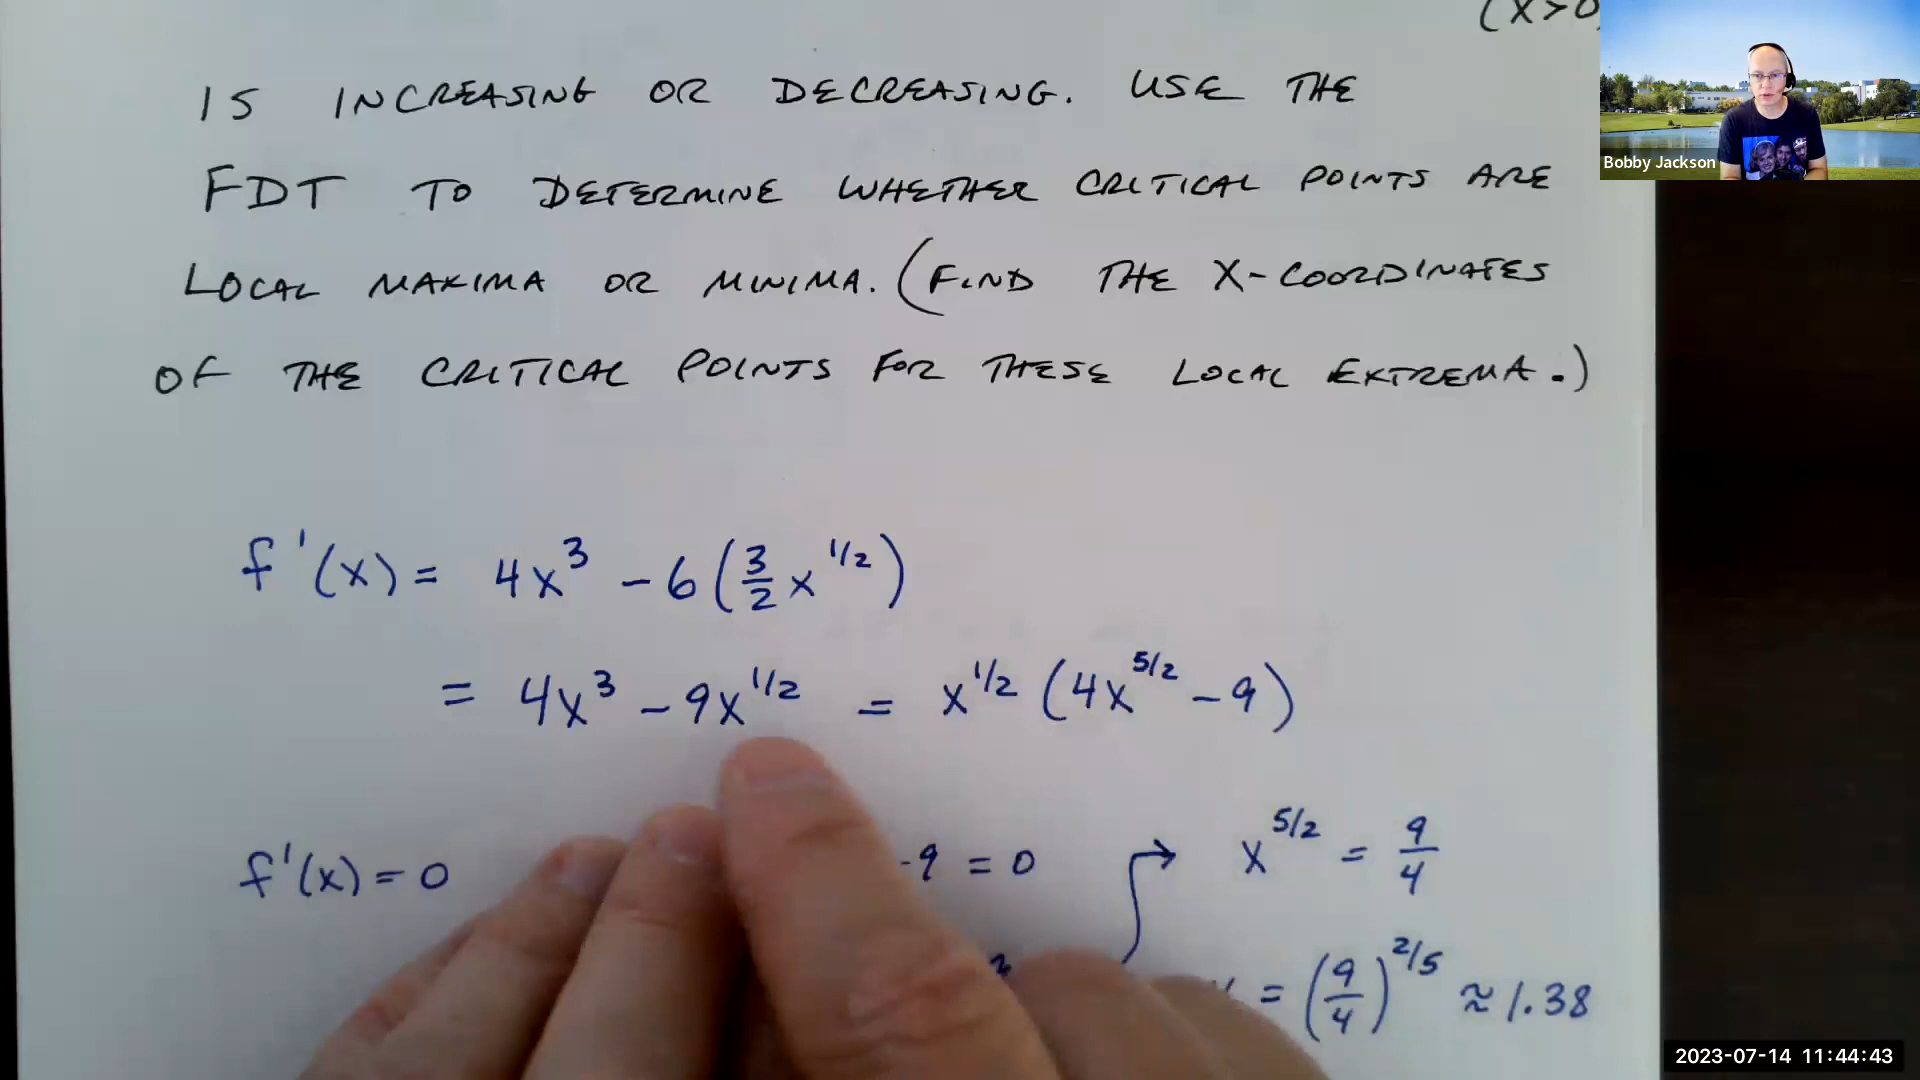 (X>0
IS INCREASING OR DECREASING. USE THE
FDT TO DETERMINE WHETHER CRITICAL POINTS ARE
LOCAL MAXIMA OR MINIMA. (FIND THE X-COORDINATES
OF THE CRITICAL POINTS FOR THESE LOCAL EXTREMA.)
f'(x) = 4x^3 - 6(3/2 x^1/2)
= 4x^3 - 9x^1/2 = x^1/2 (4x^5/2 - 9)
f'(x) = 0 -9 = 0 → x^5/2 = 9/4
= (9/4)^2/5 ≈ 1.38
Bobby Jackson
2023-07-14 11:44:43